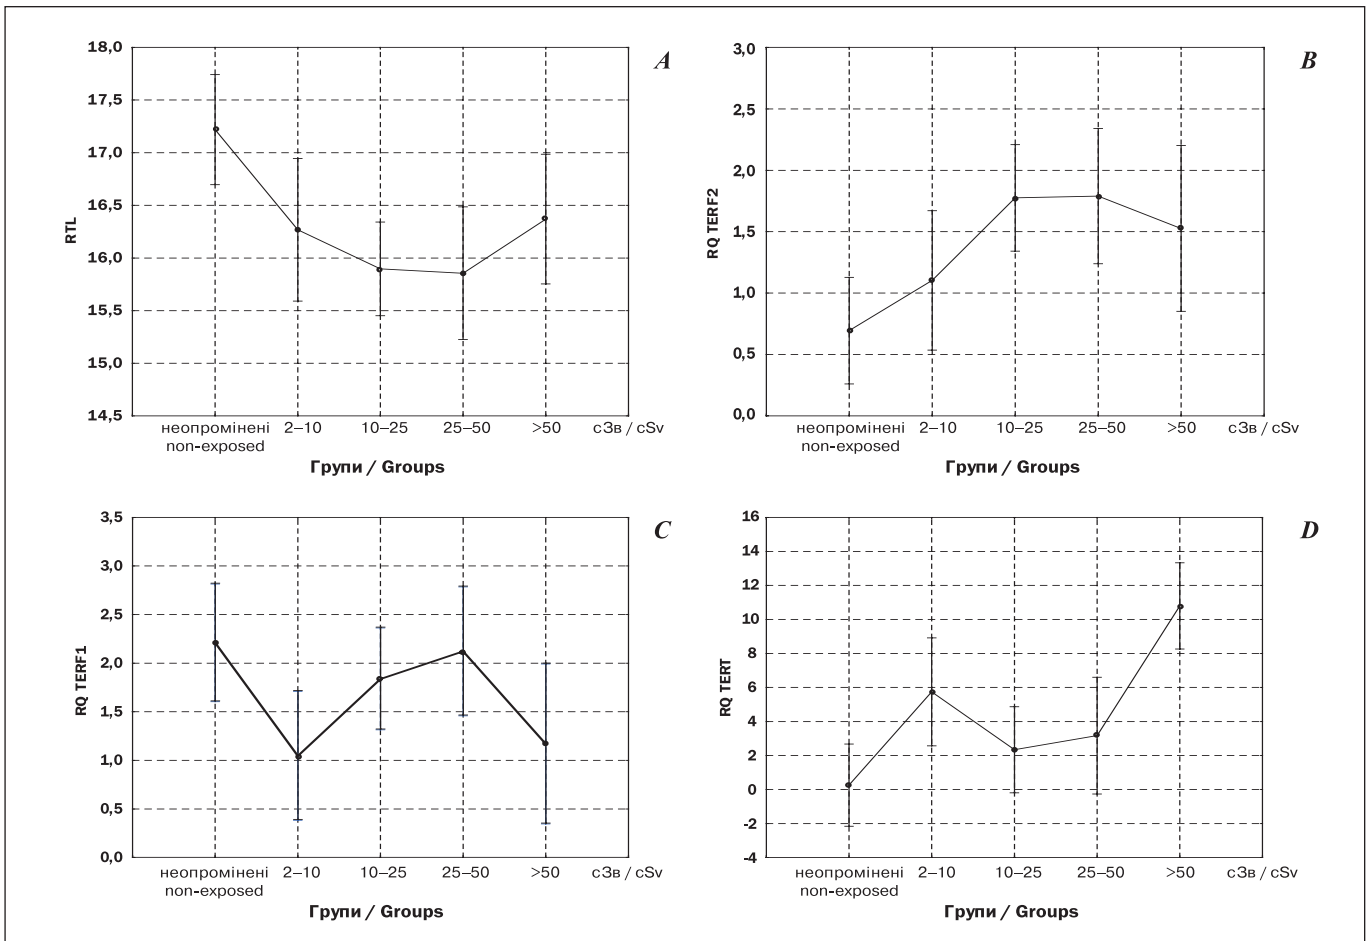 A
RTL
18,0
17,5
17,0
16,5
16,0
15,5
15,0
14,5
неопромінені 2–10 10–25 25–50 >50 сЗв / cSv
non-exposed
Групи / Groups
B
RQ TERF2
3,0
2,5
2,0
1,5
1,0
0,5
0,0
неопромінені 2–10 10–25 25–50 >50 сЗв / cSv
non-exposed
Групи / Groups
C
RQ TERF1
3,5
3,0
2,5
2,0
1,5
1,0
0,5
0,0
неопромінені 2–10 10–25 25–50 >50 сЗв / cSv
non-exposed
Групи / Groups
D
RQ TERT
16
14
12
10
8
6
4
2
0
-2
-4
неопромінені 2–10 10–25 25–50 >50 сЗв / cSv
non-exposed
Групи / Groups